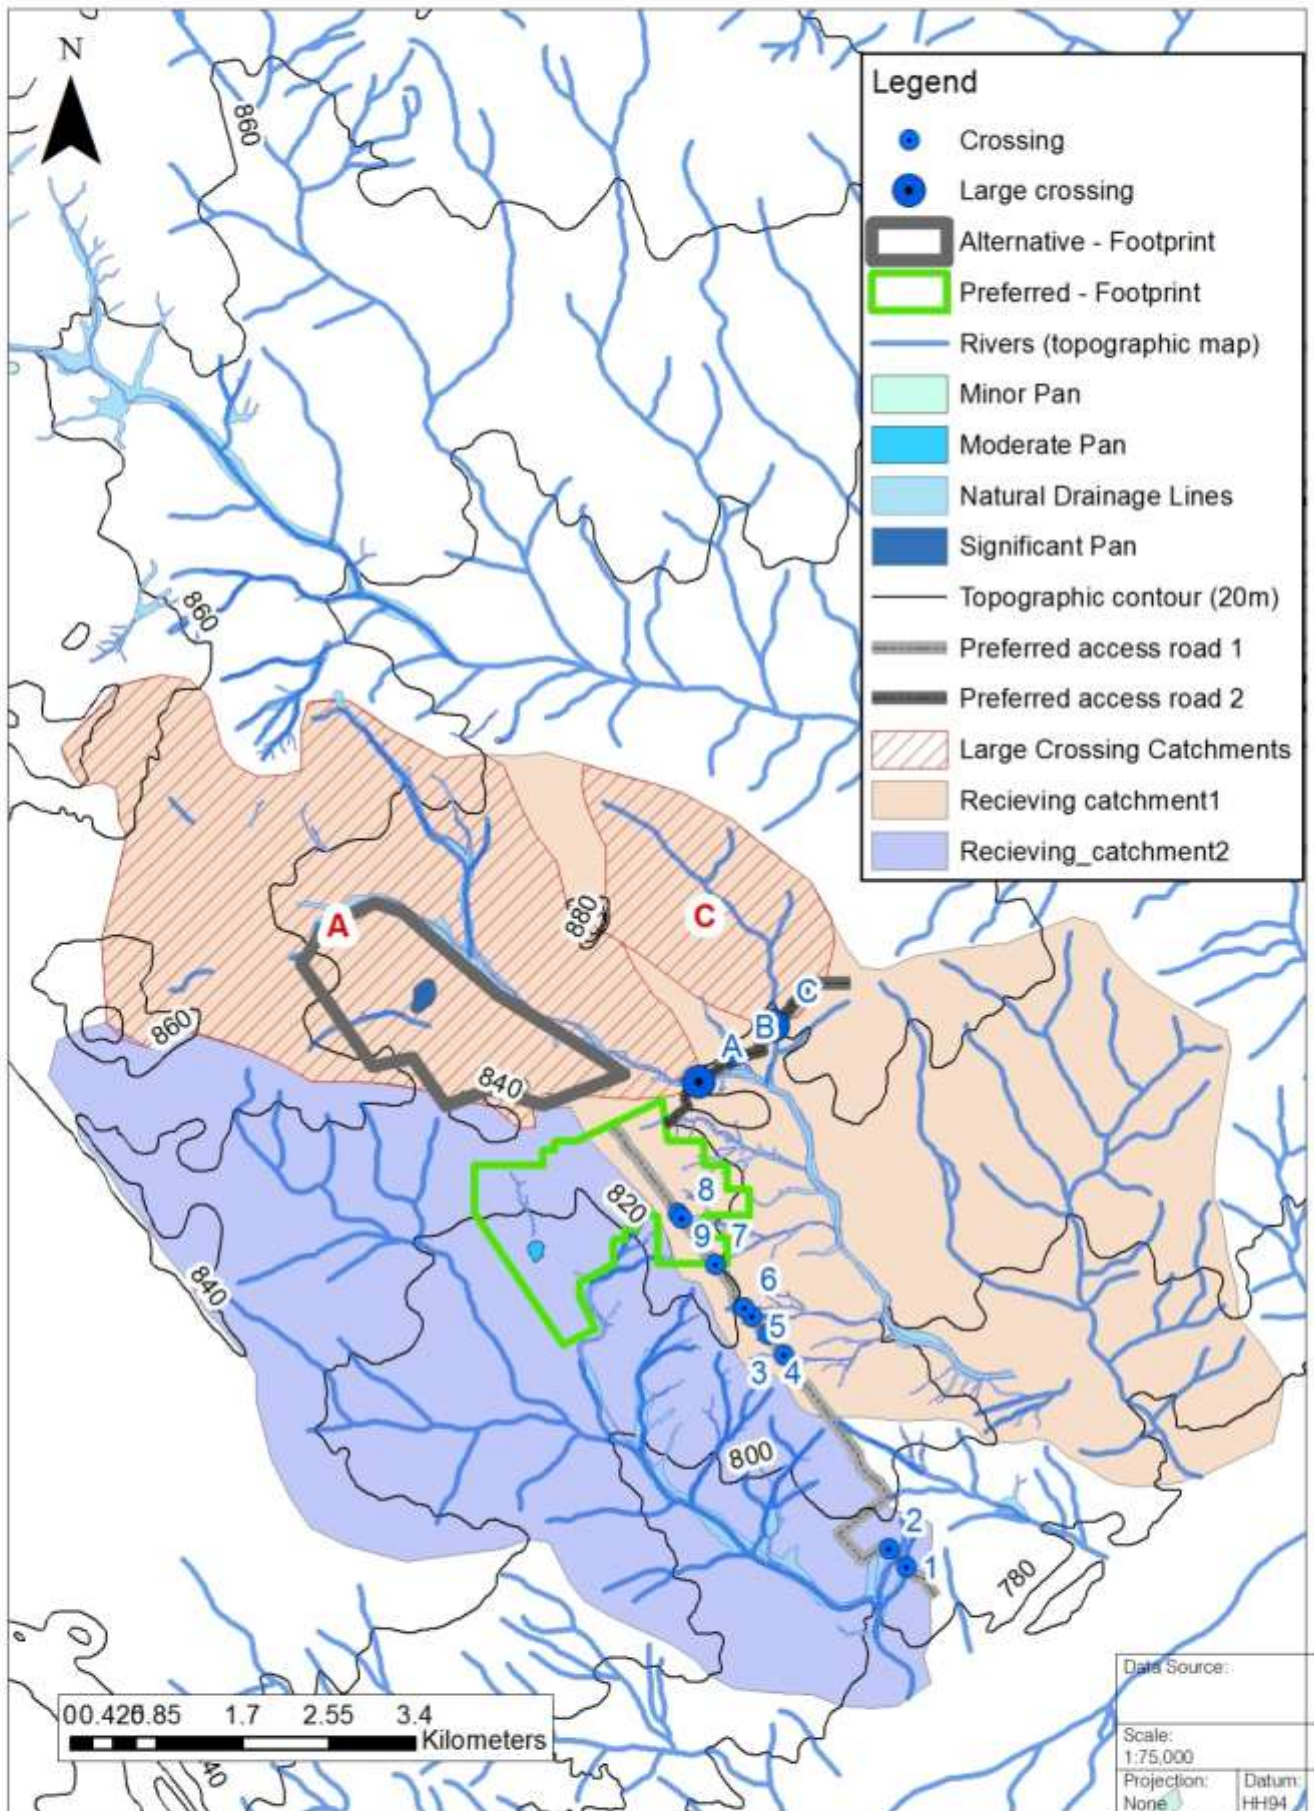 N
860
Legend
Crossing
Large crossing
Alternative - Footprint
Preferred - Footprint
Rivers (topographic map)
Minor Pan
Moderate Pan
Natural Drainage Lines
Significant Pan
Topographic contour (20m)
Preferred access road 1
Preferred access road 2
Large Crossing Catchments
Recieving catchment1
Recieving_catchment2
860
880
A
C
C
860
B
A
840
8
820
9 7
840
6
5
3 4
800
2
1
780
Data Source:
00.425 0.85 1.7 2.55 3.4
Kilometers
Scale:
1:75,000
Projection: Datum:
None HH94